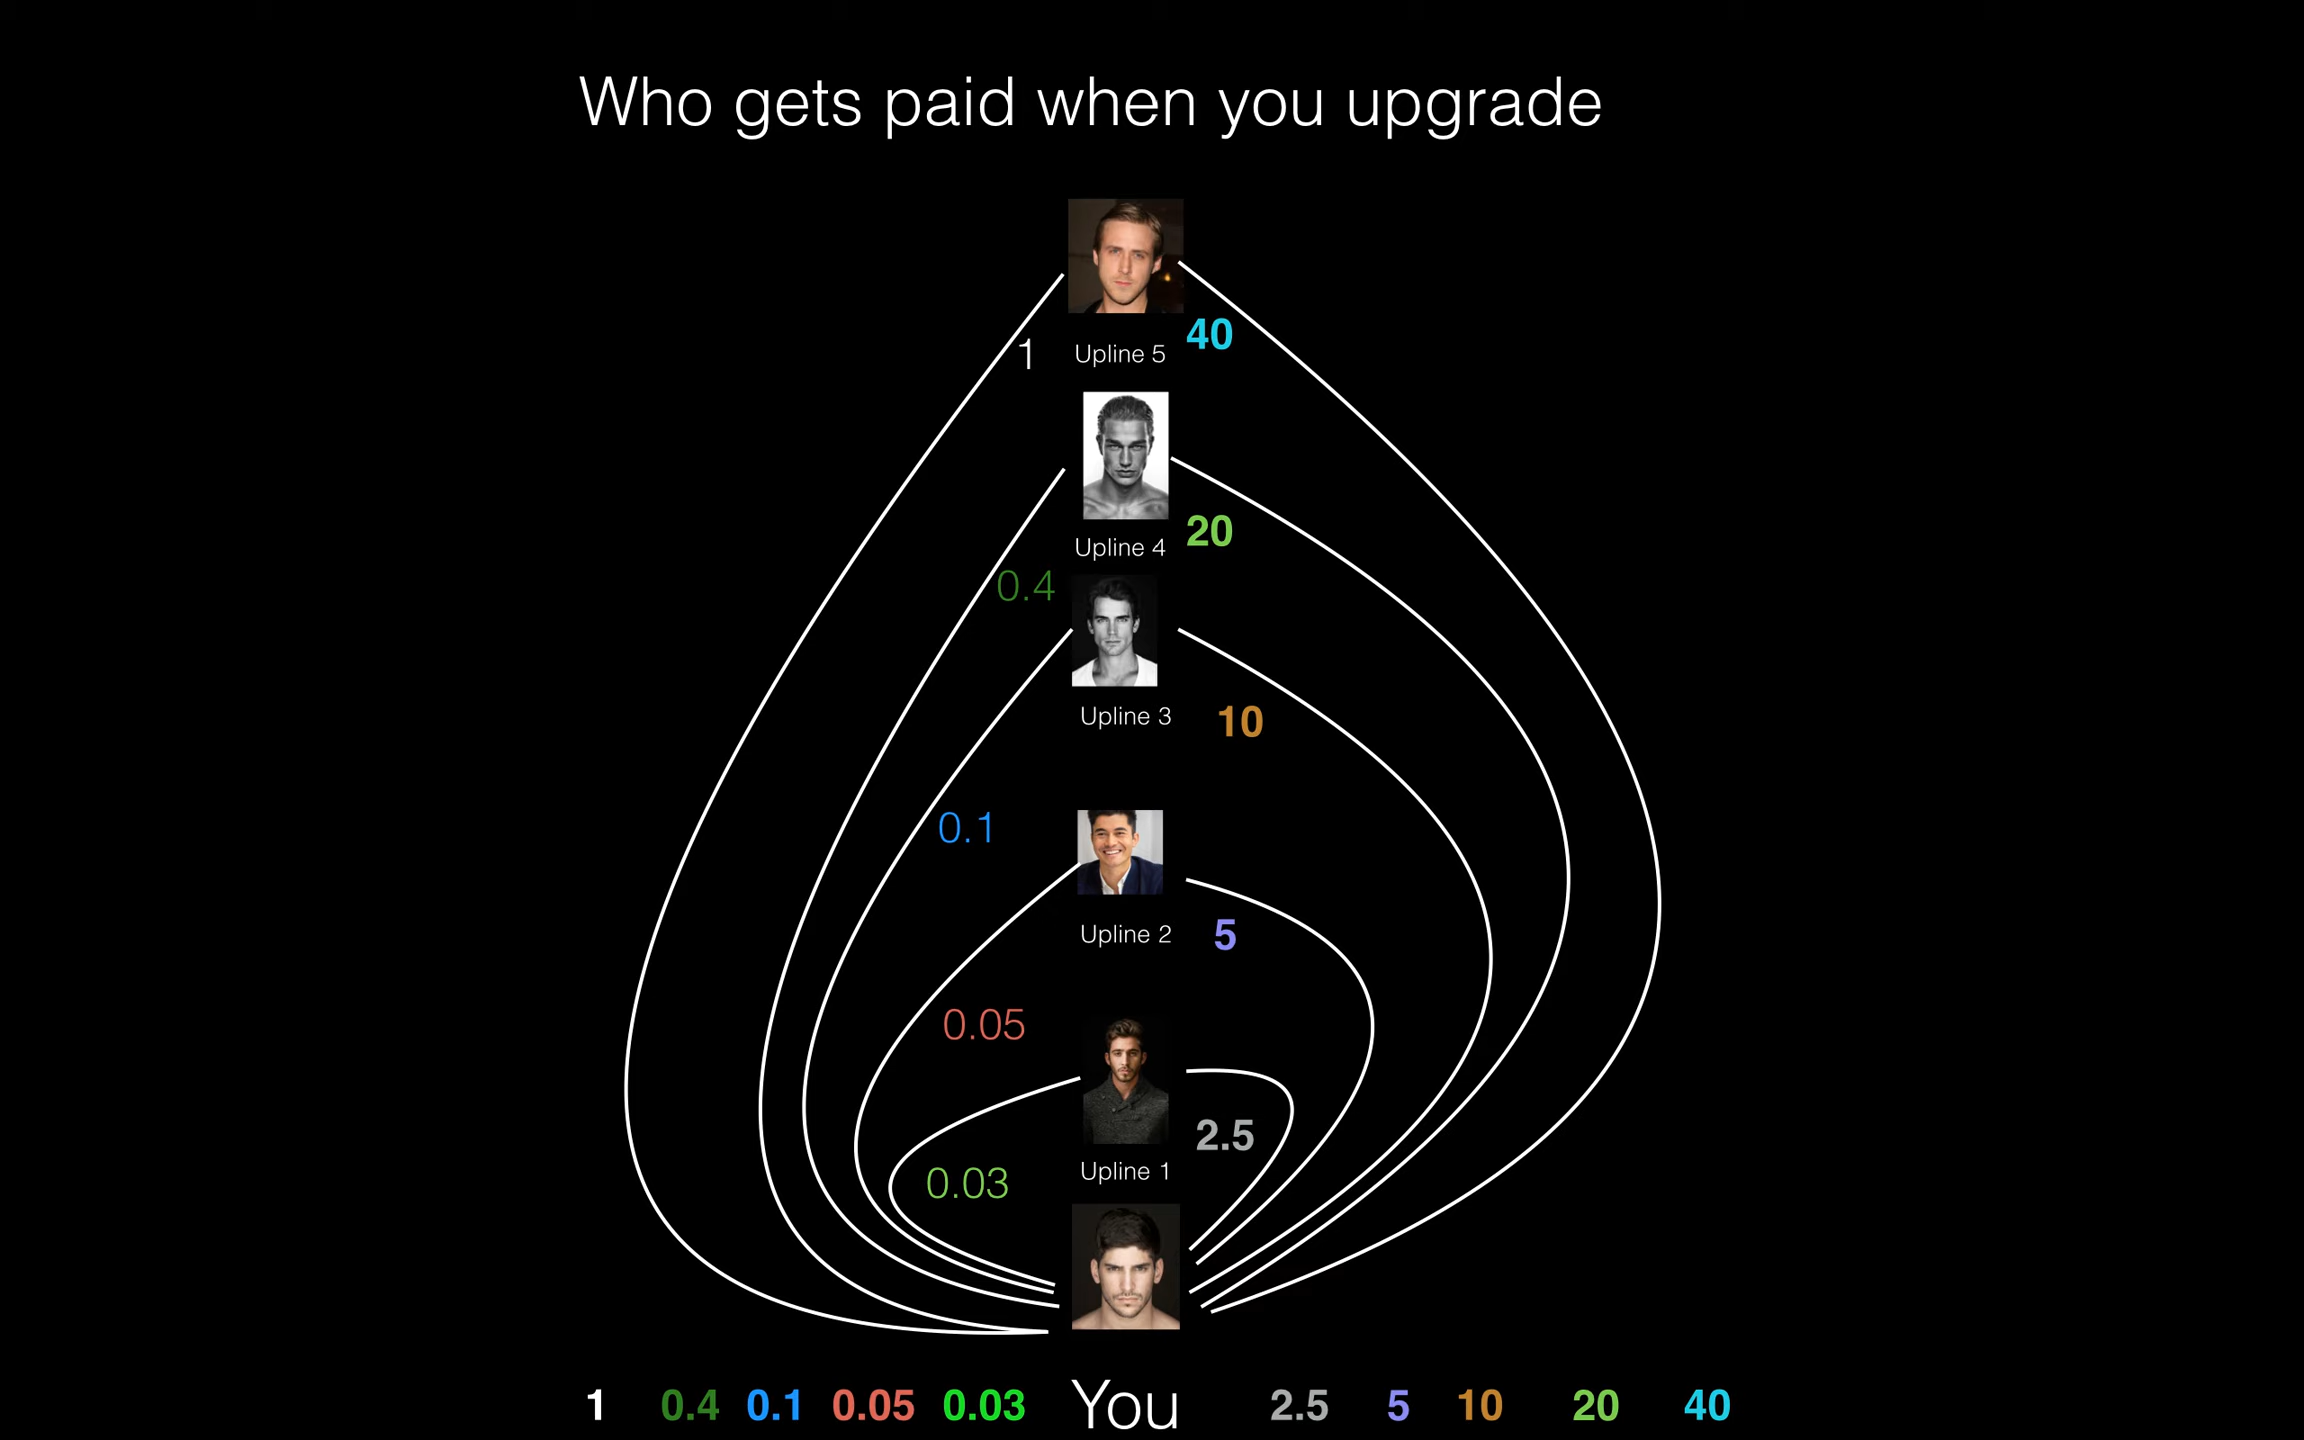 Who gets paid when you upgrade
1 Upline 5 40
Upline 4 20
0.4
Upline 3 10
0.1
Upline 2 5
0.05
2.5
Upline 1
0.03
1 0.4 0.1 0.05 0.03 You 2.5 5 10 20 40